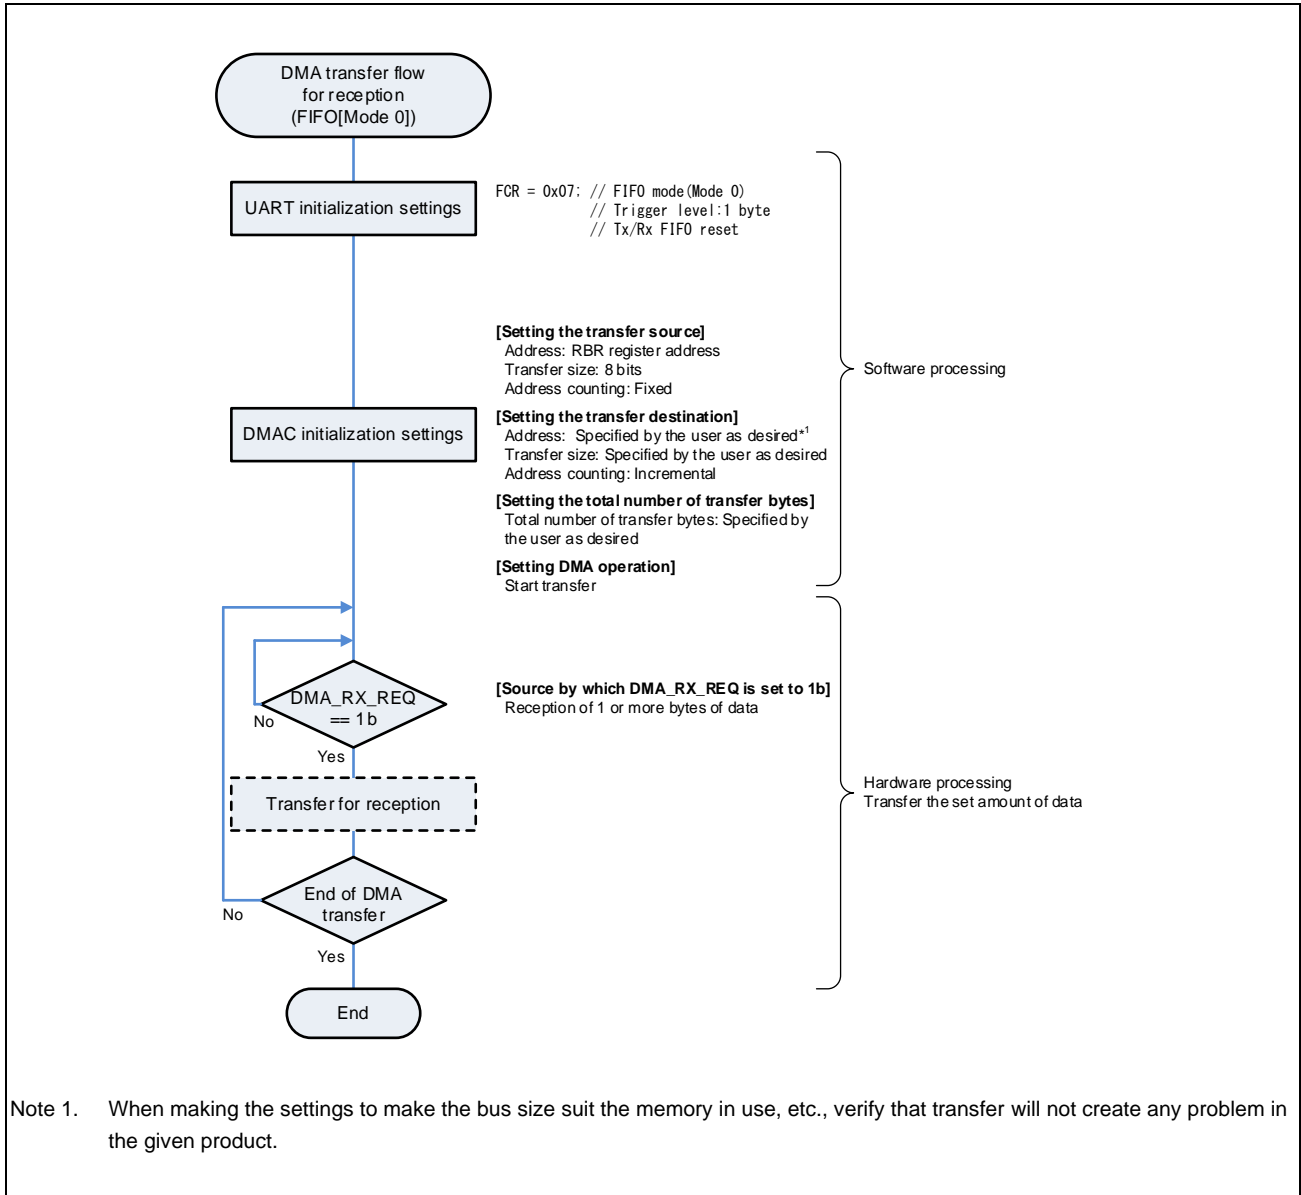 DMA transfer flow
for reception
(FIFO[Mode 0])
UART initialization settings
FCR = 0x07; // FIFO mode(Mode 0)
// Trigger level:1 byte
// Tx/Rx FIFO reset
[Setting the transfer source]
Address: RBR register address
Transfer size: 8 bits
Address counting: Fixed
Software processing
DMAC initialization settings
[Setting the transfer destination]
Address: Specified by the user as desired*1
Transfer size: Specified by the user as desired
Address counting: Incremental
[Setting the total number of transfer bytes]
Total number of transfer bytes: Specified by
the user as desired
[Setting DMA operation]
Start transfer
DMA_RX_REQ
== 1b
No
Yes
[Source by which DMA_RX_REQ is set to 1b]
Reception of 1 or more bytes of data
Transfer for reception
Hardware processing
Transfer the set amount of data
End of DMA
transfer
No
Yes
End
Note 1. When making the settings to make the bus size suit the memory in use, etc., verify that transfer will not create any problem in
the given product.